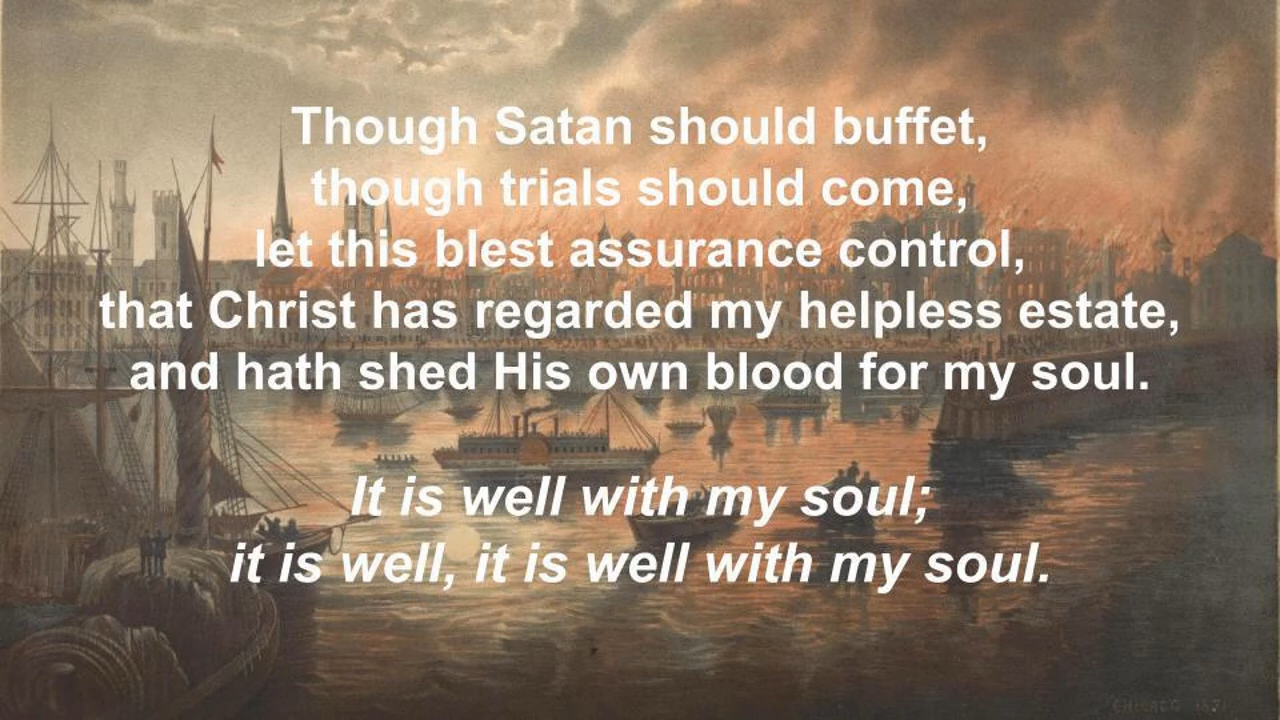 Though Satan should buffet,
though trials should come,
let this blest assurance control,
that Christ has regarded my helpless estate,
and hath shed His own blood for my soul.
It is well with my soul;
it is well, it is well with my soul.
CHICAGO 1871